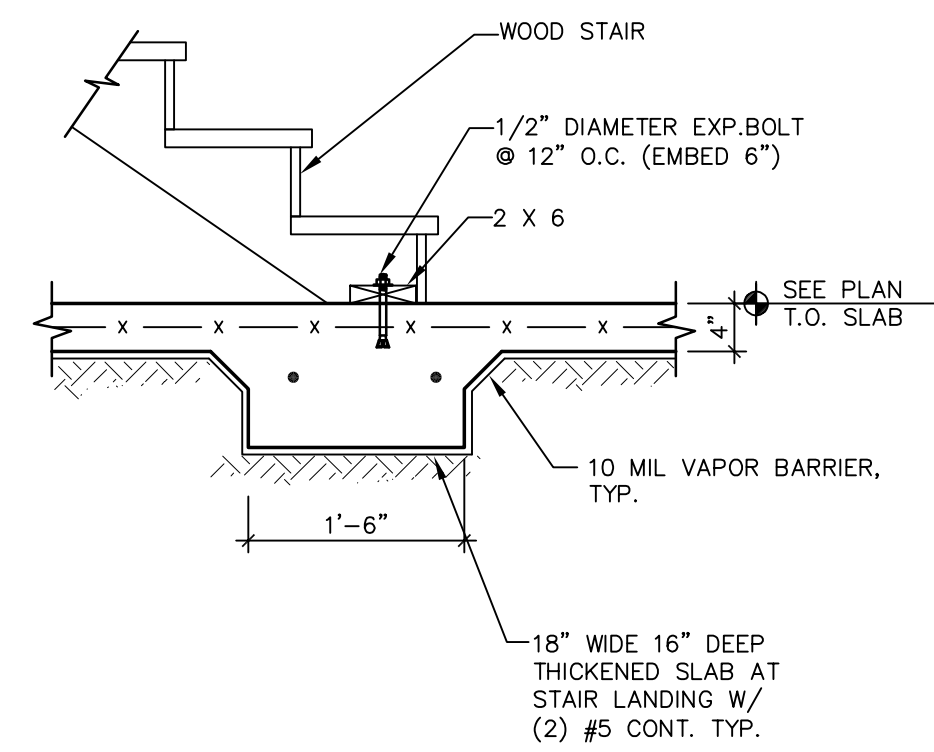 WOOD STAIR
1/2" DIAMETER EXP.BOLT
@ 12" O.C. (EMBED 6")
2 X 6
SEE PLAN
T.O. SLAB
4"
X X X X X X
10 MIL VAPOR BARRIER,
TYP.
1'-6"
18" WIDE 16" DEEP
THICKENED SLAB AT
STAIR LANDING W/
(2) #5 CONT. TYP.